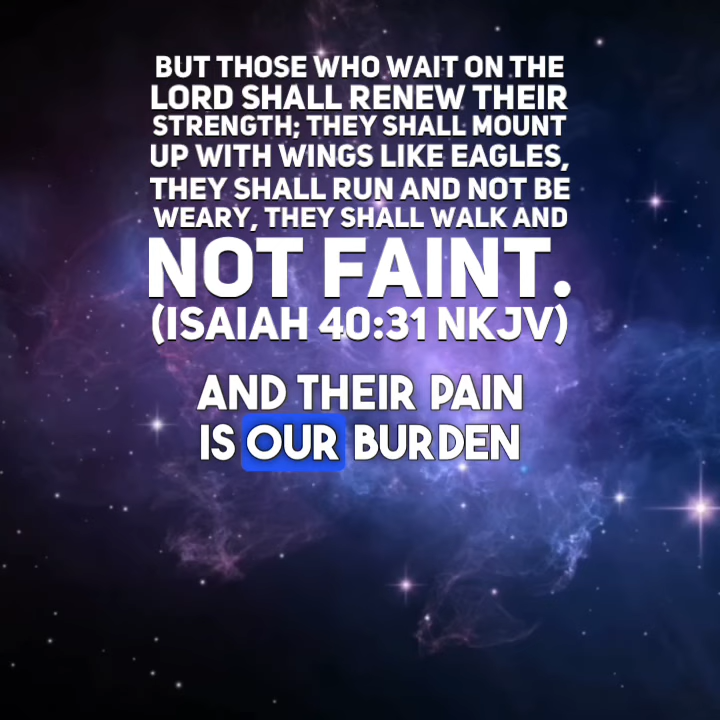 BUT THOSE WHO WAIT ON THE
LORD SHALL RENEW THEIR
STRENGTH; THEY SHALL MOUNT
UP WITH WINGS LIKE EAGLES,
THEY SHALL RUN AND NOT BE
WEARY, THEY SHALL WALK AND
NOT FAINT.
(ISAIAH 40:31 NKJV)
AND THEIR PAIN
IS OUR BURDEN